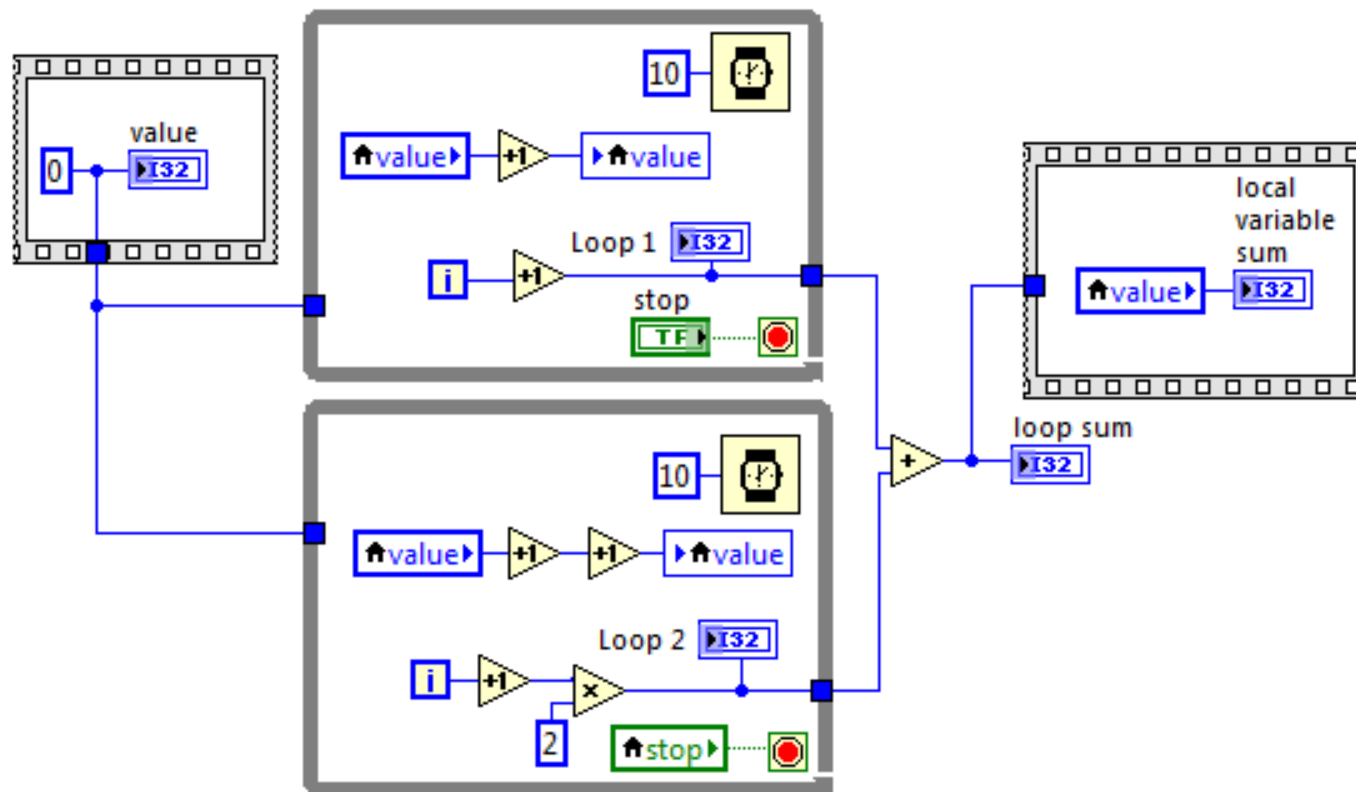 value
0
I32
10
value
+1
value
Loop 1
I32
i
+1
stop
TF
local
variable
sum
value
I32
10
value
+1
+1
value
Loop 2
I32
i
+1
x
2
stop
+
loop sum
I32